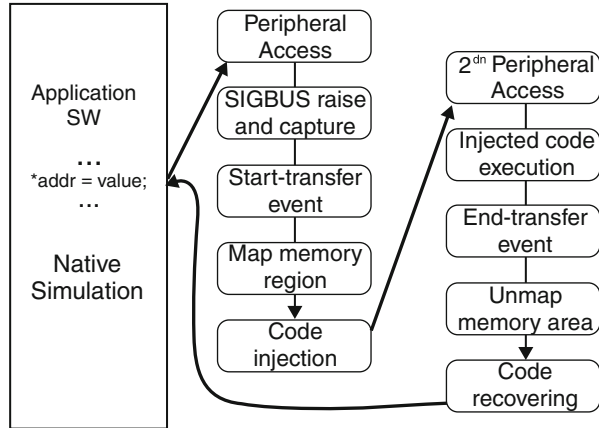 Application
SW
...
*addr = value;
...
Native
Simulation
Peripheral
Access
SIGBUS raise
and capture
Start-transfer
event
Map memory
region
Code
injection
2dn Peripheral
Access
Injected code
execution
End-transfer
event
Unmap
memory area
Code
recovering